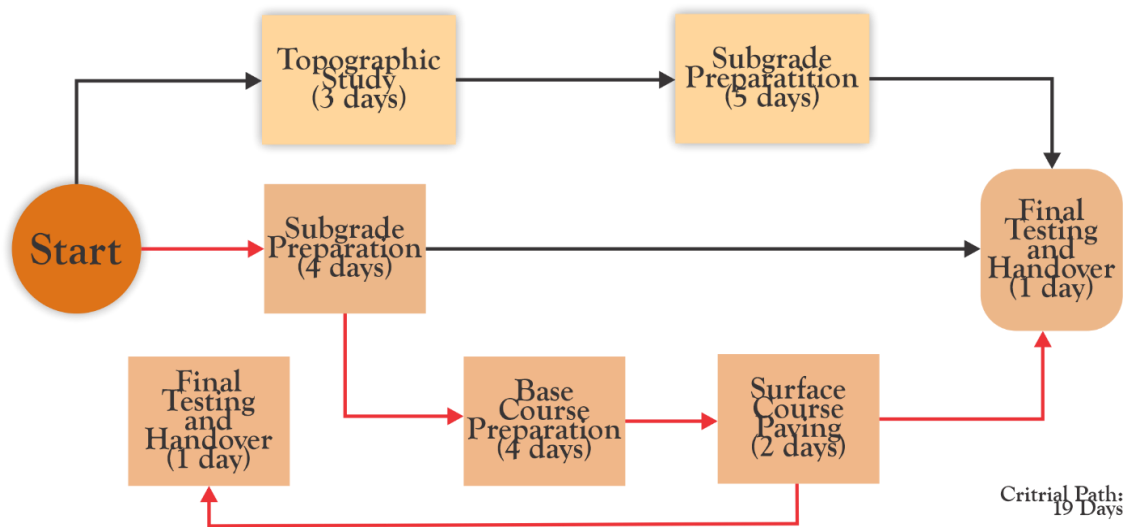 Topographic
Study
(3 days)
Subgrade
Preparatition
(5 days)
Start
Subgrade
Preparation
(4 days)
Final
Testing
and
Handover
(1 day)
Final
Testing
and
Handover
(1 day)
Base
Course
Preparation
(4 days)
Surface
Course
Paving
(2 days)
Critrial Path:
19 Days